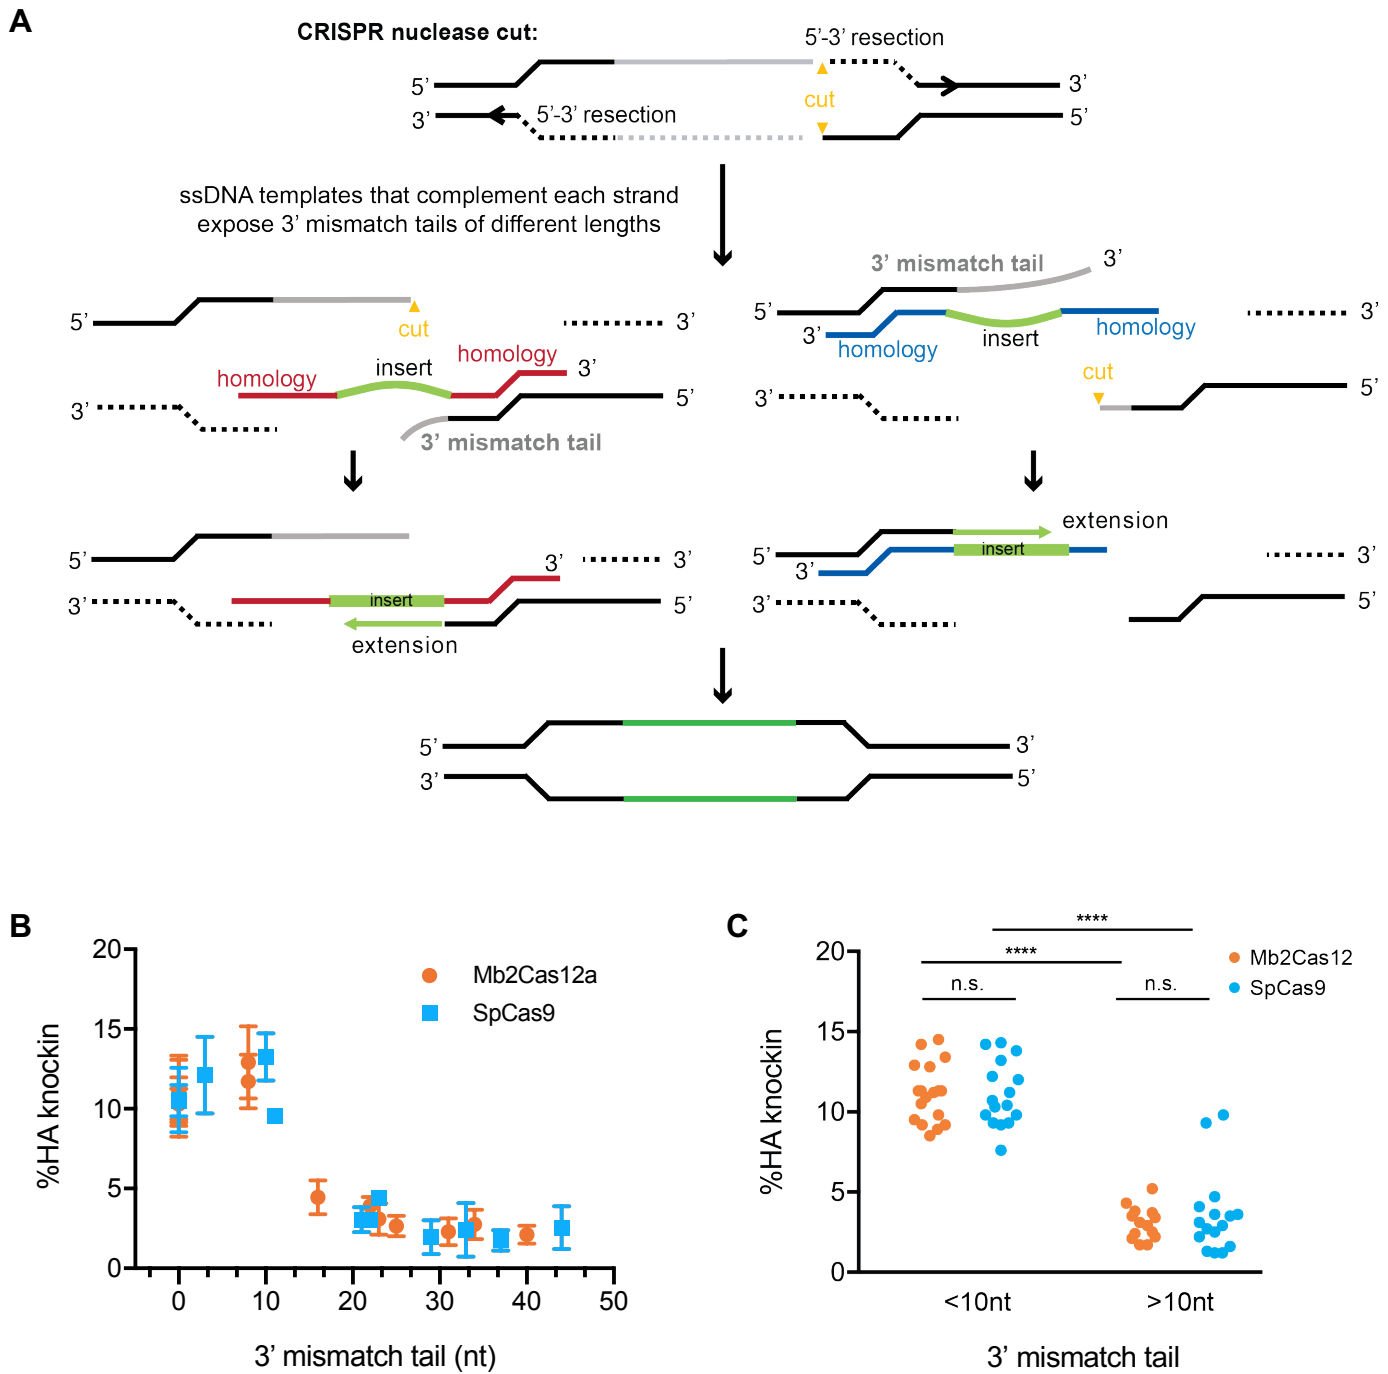 A
CRISPR nuclease cut:
5’-3’ resection
5’
3’
cut
3’
5’-3’ resection
5’
ssDNA templates that complement each strand
expose 3’ mismatch tails of different lengths
3’ mismatch tail
3’
5’
cut
3’
homology
insert
homology
3’
3’
5’
3’ mismatch tail
5’
3’
homology
insert
homology
3’
cut
3’
5’
5’
3’
3’
3’
insert
5’
extension
extension
5’
insert
3’
3’
3’
5’
5’
3’
3’
5’
B
20
15
10
5
0
%HA knockin
Mb2Cas12a
SpCas9
0
10
20
30
40
50
3’ mismatch tail (nt)
C
20
15
10
5
0
%HA knockin
****
****
n.s.
n.s.
Mb2Cas12
SpCas9
<10nt
>10nt
3’ mismatch tail